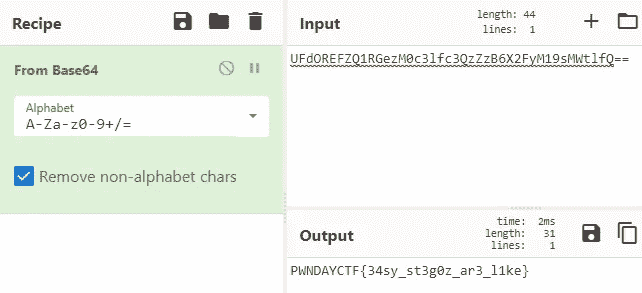 Recipe
From Base64
Alphabet
A-Za-z0-9+/=
Remove non-alphabet chars
Input
length: 44
lines: 1
UFdOREFZQ1RGezM0c3lfc3QzZzB6X2FyM19sMWtlfQ==
Output
time: 2ms
length: 31
lines: 1
PWNDAYCTF{34sy_st3g0z_ar3_l1ke}